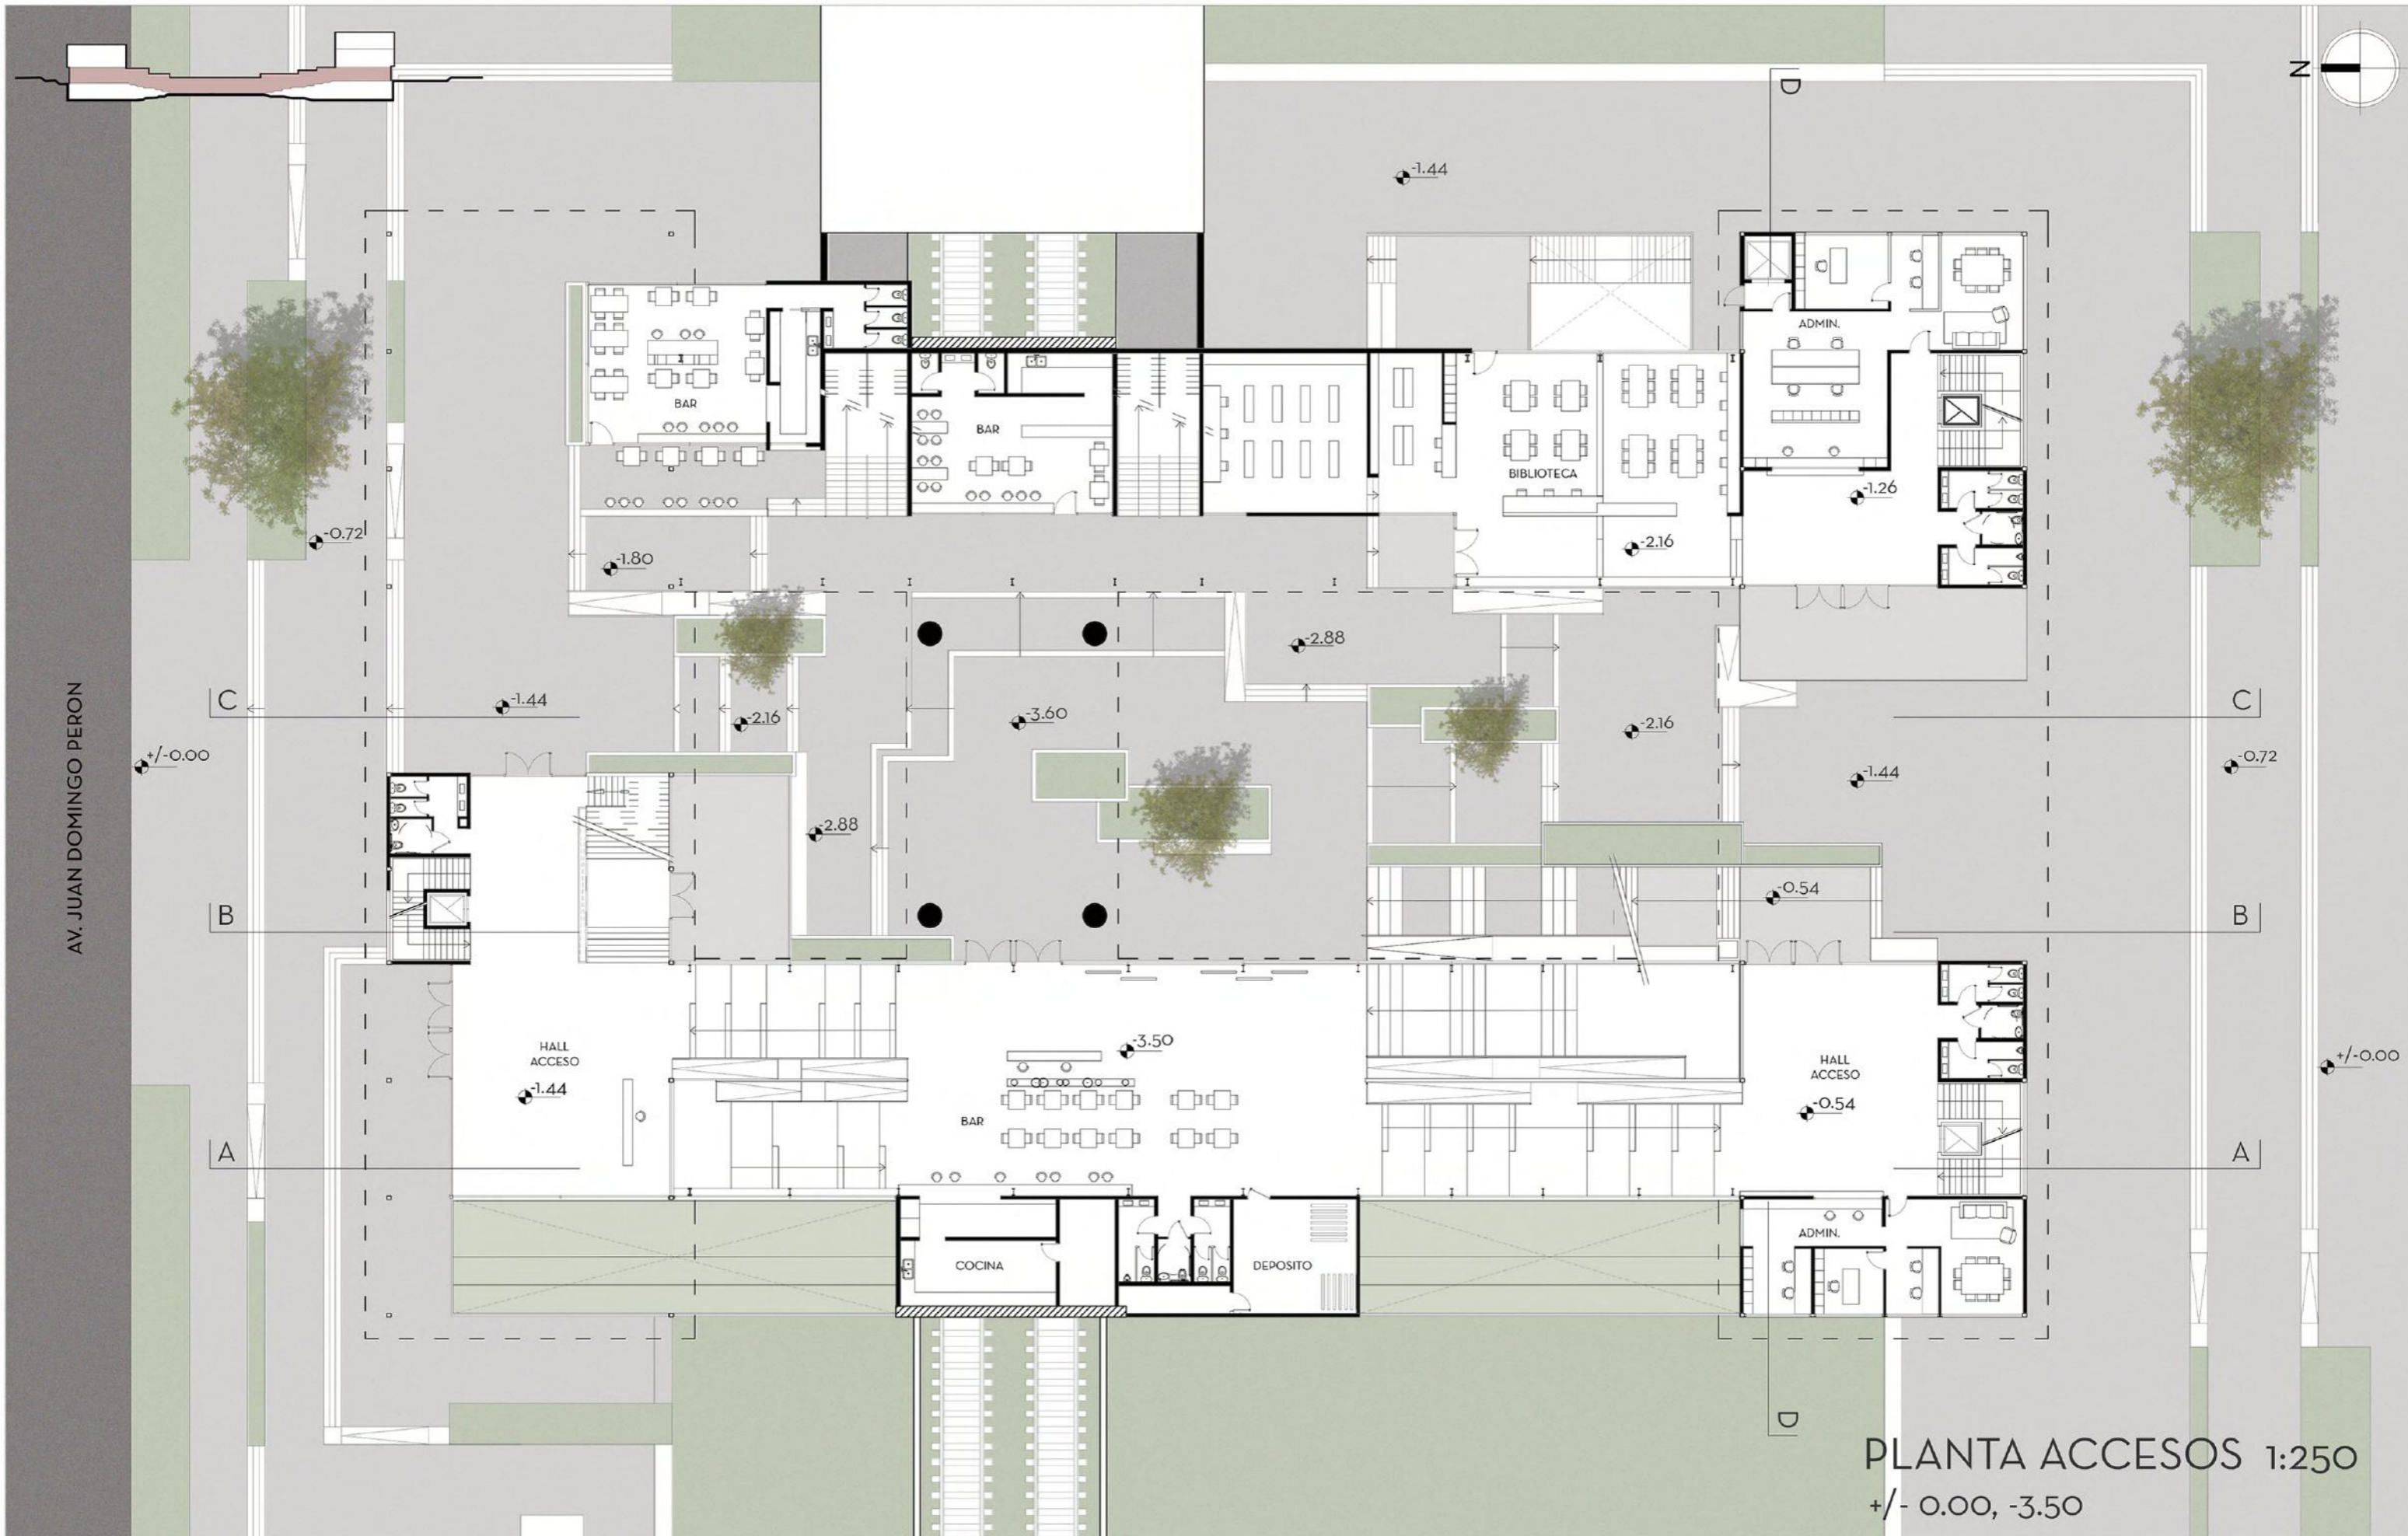 N
D
-1.44
ADMIN.
BAR
BAR
BIBLIOTECA
-1.26
-0.72
-1.80
-2.16
-2.88
C
-1.44
-2.16
-3.60
-2.16
C
AV. JUAN DOMINGO PERON
+/-0.00
-1.44
-0.72
-2.88
-0.54
B
B
HALL
ACCESO
-1.44
-3.50
HALL
ACCESO
-0.54
+/-0.00
BAR
A
A
COCINA
DEPOSITO
ADMIN.
D
PLANTA ACCESOS 1:250
+/- 0.00, -3.50